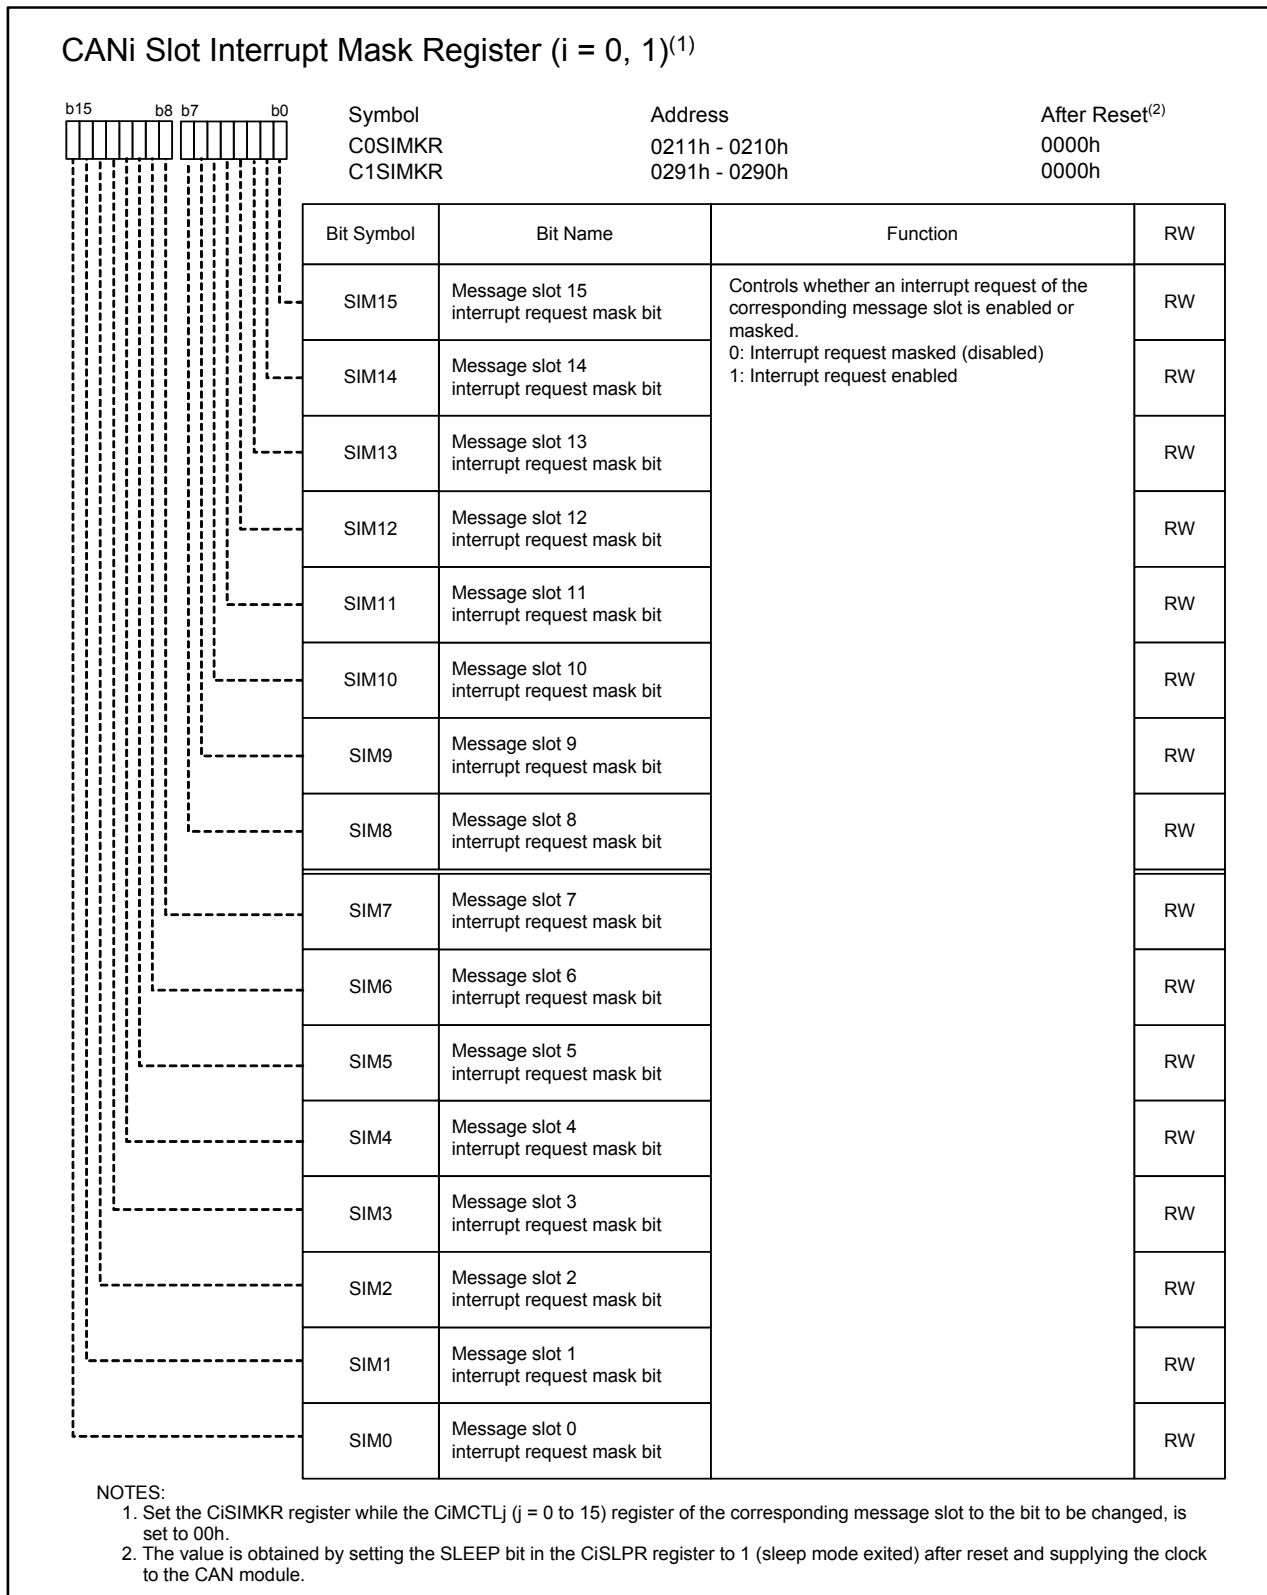 CANi Slot Interrupt Mask Register (i = 0, 1)(1)
b15 b8 b7 b0
Symbol Address After Reset(2)
C0SIMKR 0211h - 0210h 0000h
C1SIMKR 0291h - 0290h 0000h
Bit Symbol Bit Name Function RW
SIM15 Message slot 15 interrupt request mask bit RW
Controls whether an interrupt request of the
corresponding message slot is enabled or
masked.
0: Interrupt request masked (disabled)
1: Interrupt request enabled
SIM14 Message slot 14 interrupt request mask bit RW
SIM13 Message slot 13 interrupt request mask bit RW
SIM12 Message slot 12 interrupt request mask bit RW
SIM11 Message slot 11 interrupt request mask bit RW
SIM10 Message slot 10 interrupt request mask bit RW
SIM9 Message slot 9 interrupt request mask bit RW
SIM8 Message slot 8 interrupt request mask bit RW
SIM7 Message slot 7 interrupt request mask bit RW
SIM6 Message slot 6 interrupt request mask bit RW
SIM5 Message slot 5 interrupt request mask bit RW
SIM4 Message slot 4 interrupt request mask bit RW
SIM3 Message slot 3 interrupt request mask bit RW
SIM2 Message slot 2 interrupt request mask bit RW
SIM1 Message slot 1 interrupt request mask bit RW
SIM0 Message slot 0 interrupt request mask bit RW
NOTES:
1. Set the CiSIMKR register while the CiMCTLj (j = 0 to 15) register of the corresponding message slot to the bit to be changed, is
set to 00h.
2. The value is obtained by setting the SLEEP bit in the CiSLPR register to 1 (sleep mode exited) after reset and supplying the clock
to the CAN module.